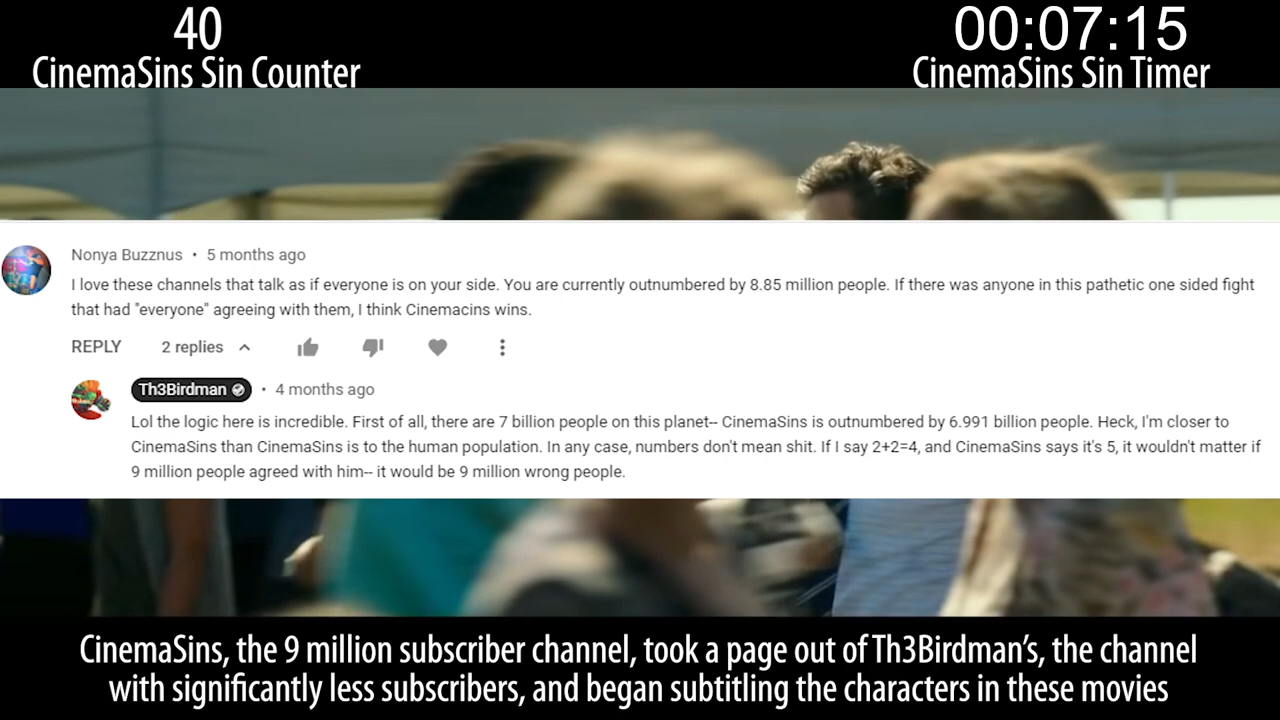 40
CinemaSins Sin Counter
00:07:15
CinemaSins Sin Timer
Nonya Buzznus • 5 months ago
I love these channels that talk as if everyone is on your side. You are currently outnumbered by 8.85 million people. If there was anyone in this pathetic one sided fight
that had "everyone" agreeing with them, I think Cinemacins wins.
REPLY 2 replies
Th3Birdman • 4 months ago
Lol the logic here is incredible. First of all, there are 7 billion people on this planet-- CinemaSins is outnumbered by 6.991 billion people. Heck, I'm closer to
CinemaSins than CinemaSins is to the human population. In any case, numbers don't mean shit. If I say 2+2=4, and CinemaSins says it's 5, it wouldn't matter if
9 million people agreed with him-- it would be 9 million wrong people.
CinemaSins, the 9 million subscriber channel, took a page out of Th3Birdman's, the channel
with significantly less subscribers, and began subtitling the characters in these movies